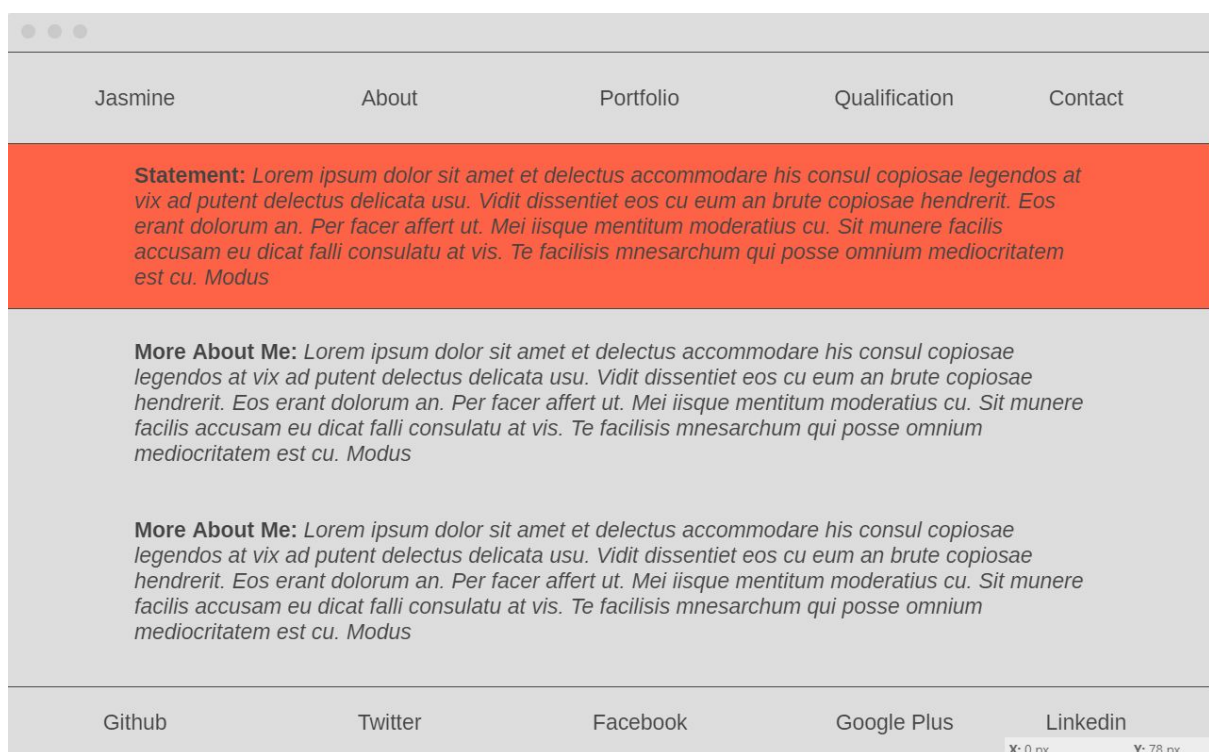 Jasmine About Portfolio Qualification Contact
Statement: Lorem ipsum dolor sit amet et delectus accommodare his consul copiosae legendos at
vix ad putent delectus delicata usu. Vidit dissentiet eos cu eum an brute copiosae hendrerit. Eos
erant dolorum an. Per facer affert ut. Mei iisque mentitum moderatius cu. Sit munere facilis
accusam eu dicat falli consulatu at vis. Te facilisis mnesarchum qui posse omnium mediocritatem
est cu. Modus
More About Me: Lorem ipsum dolor sit amet et delectus accommodare his consul copiosae
legendos at vix ad putent delectus delicata usu. Vidit dissentiet eos cu eum an brute copiosae
hendrerit. Eos erant dolorum an. Per facer affert ut. Mei iisque mentitum moderatius cu. Sit munere
facilis accusam eu dicat falli consulatu at vis. Te facilisis mnesarchum qui posse omnium
mediocritatem est cu. Modus
More About Me: Lorem ipsum dolor sit amet et delectus accommodare his consul copiosae
legendos at vix ad putent delectus delicata usu. Vidit dissentiet eos cu eum an brute copiosae
hendrerit. Eos erant dolorum an. Per facer affert ut. Mei iisque mentitum moderatius cu. Sit munere
facilis accusam eu dicat falli consulatu at vis. Te facilisis mnesarchum qui posse omnium
mediocritatem est cu. Modus
Github Twitter Facebook Google Plus Linkedin
X: 0 px Y: 78 px